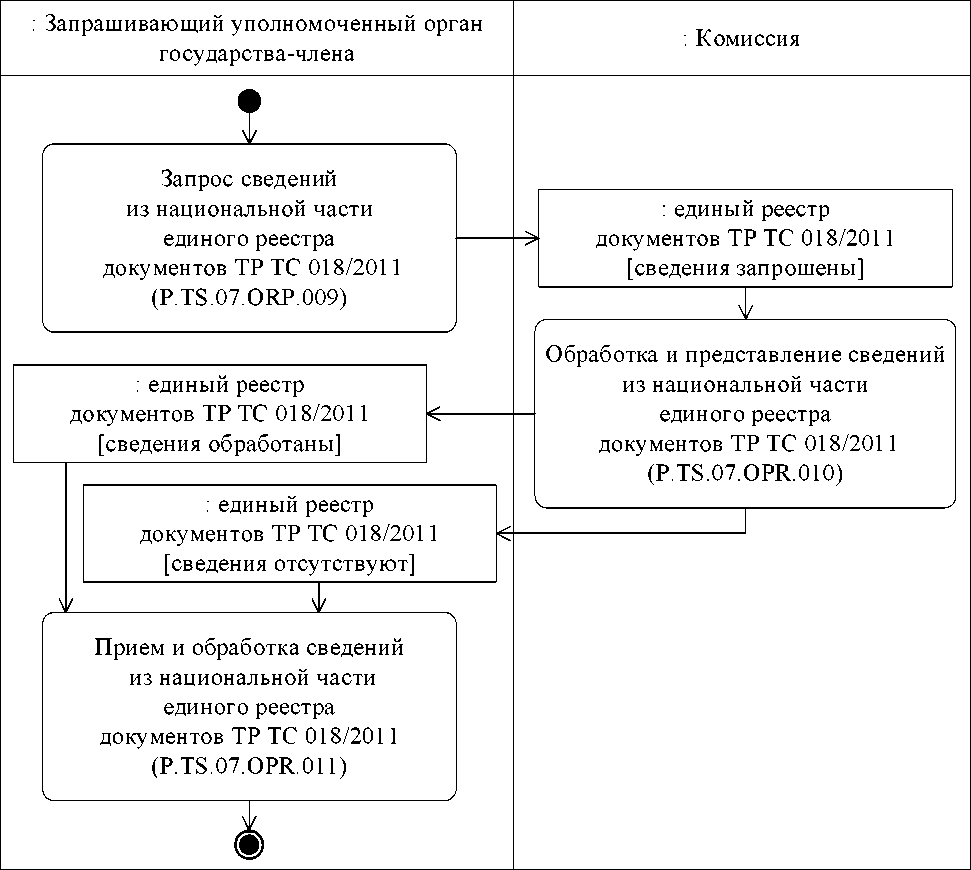 : Запрашивающий уполномоченный орган
государства-члена
: Комиссия
Запрос сведений
из национальной части
единого реестра
документов ТР ТС 018/2011
(P.TS.07.ORP.009)
: единый реестр
документов ТР ТС 018/2011
[сведения запрошены]
Обработка и представление сведений
из национальной части
единого реестра
документов ТР ТС 018/2011
(P.TS.07.OPR.010)
: единый реестр
документов ТР ТС 018/2011
[сведения обработаны]
: единый реестр
документов ТР ТС 018/2011
[сведения отсутствуют]
Прием и обработка сведений
из национальной части
единого реестра
документов ТР ТС 018/2011
(P.TS.07.OPR.011)